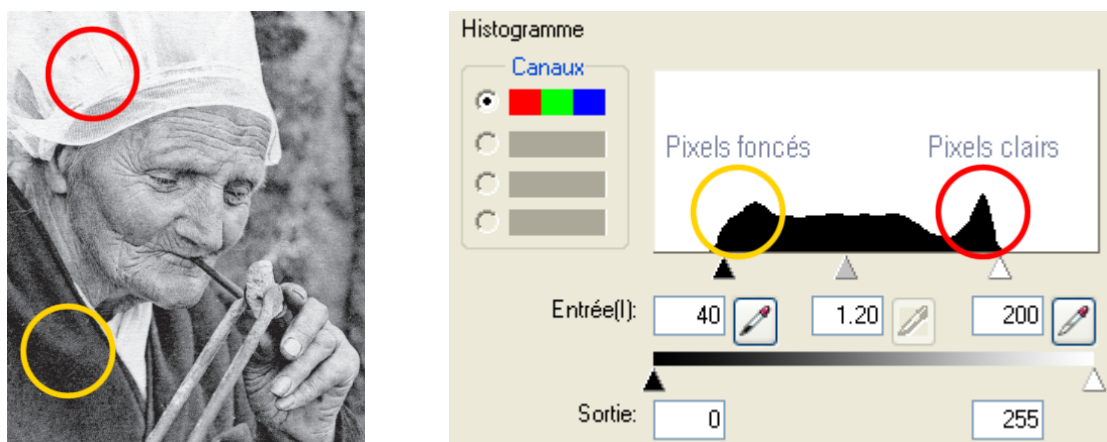 Histogramme
Canaux
Pixels foncés Pixels clairs
Entrée(I): 40 1.20 200
Sortie: 0 255